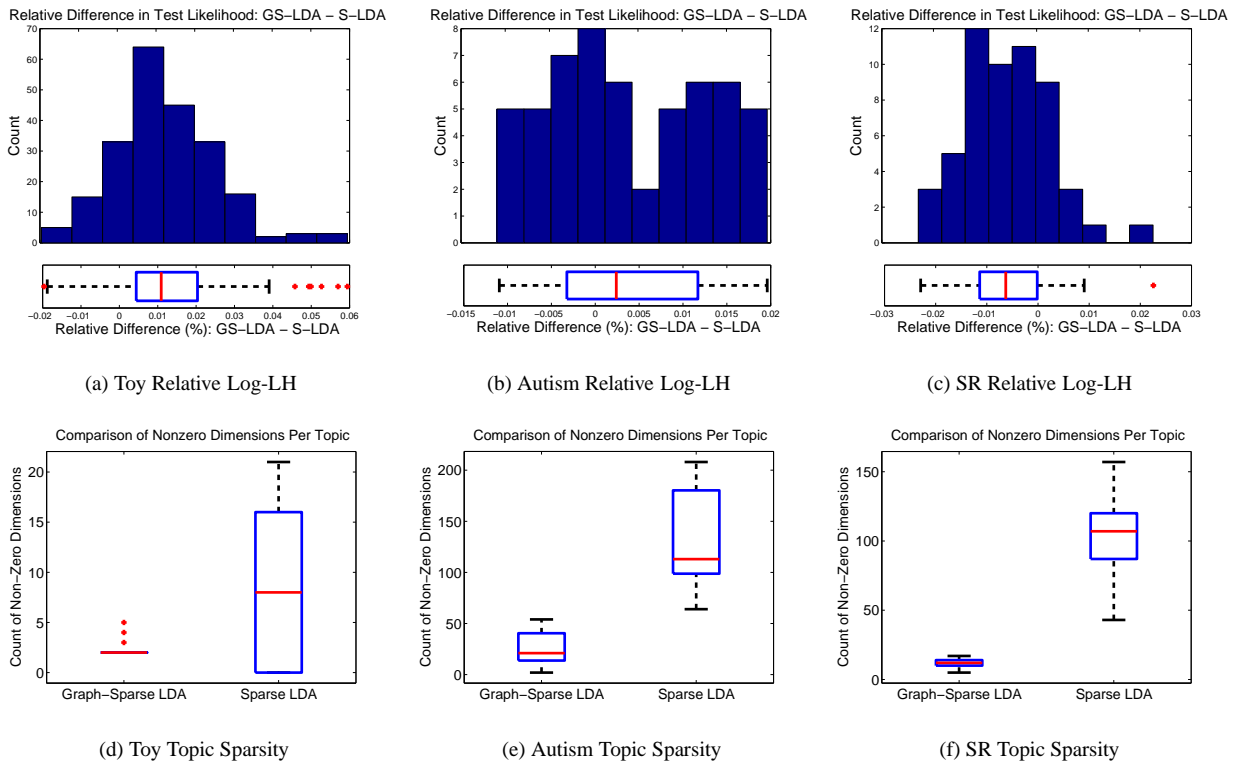 Relative Difference in Test Likelihood: GS−LDA − S−LDA
70
60
50
40
30
20
10
0
Count
−0.02 −0.01 0 0.01 0.02 0.03 0.04 0.05 0.06
Relative Difference (%): GS−LDA − S−LDA
(a) Toy Relative Log-LH
Relative Difference in Test Likelihood: GS−LDA − S−LDA
8
7
6
5
4
3
2
1
0
Count
−0.015 −0.01 −0.005 0 0.005 0.01 0.015 0.02
Relative Difference (%): GS−LDA − S−LDA
(b) Autism Relative Log-LH
Relative Difference in Test Likelihood: GS−LDA − S−LDA
12
10
8
6
4
2
0
Count
−0.03 −0.02 −0.01 0 0.01 0.02 0.03
Relative Difference (%): GS−LDA − S−LDA
(c) SR Relative Log-LH
Comparison of Nonzero Dimensions Per Topic
20
15
10
5
0
Count of Non−Zero Dimensions
Graph−Sparse LDA Sparse LDA
(d) Toy Topic Sparsity
Comparison of Nonzero Dimensions Per Topic
200
150
100
50
0
Count of Non−Zero Dimensions
Graph−Sparse LDA Sparse LDA
(e) Autism Topic Sparsity
Comparison of Nonzero Dimensions Per Topic
150
100
50
0
Count of Non−Zero Dimensions
Graph−Sparse LDA Sparse LDA
(f) SR Topic Sparsity